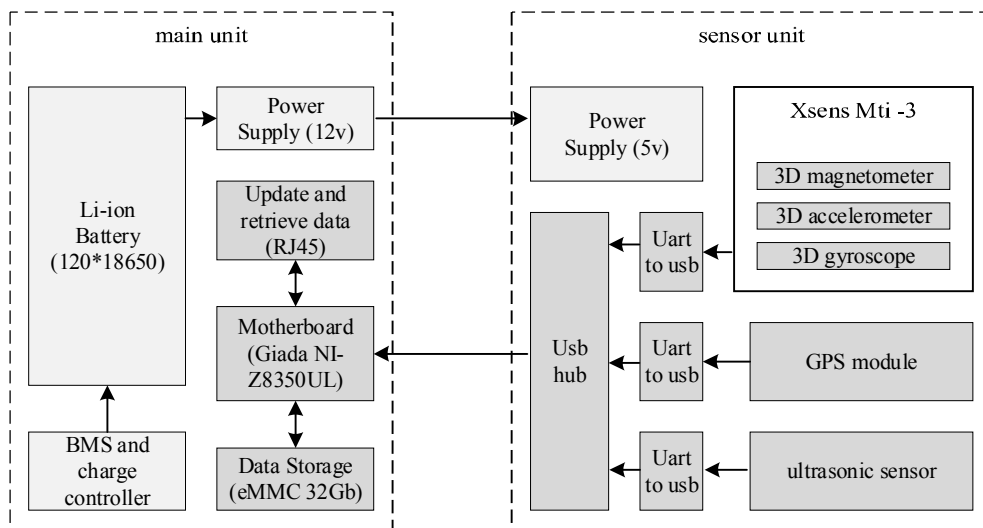 main unit
Li-ion
Battery
(120*18650)
BMS and
charge
controller
Power
Supply (12v)
Update and
retrieve data
(RJ45)
Motherboard
(Giada NI-
Z8350UL)
Data Storage
(eMMC 32Gb)
sensor unit
Power
Supply (5v)
Xsens Mti -3
3D magnetometer
3D accelerometer
3D gyroscope
Usb
hub
Uart
to usb
Uart
to usb
GPS module
Uart
to usb
ultrasonic sensor